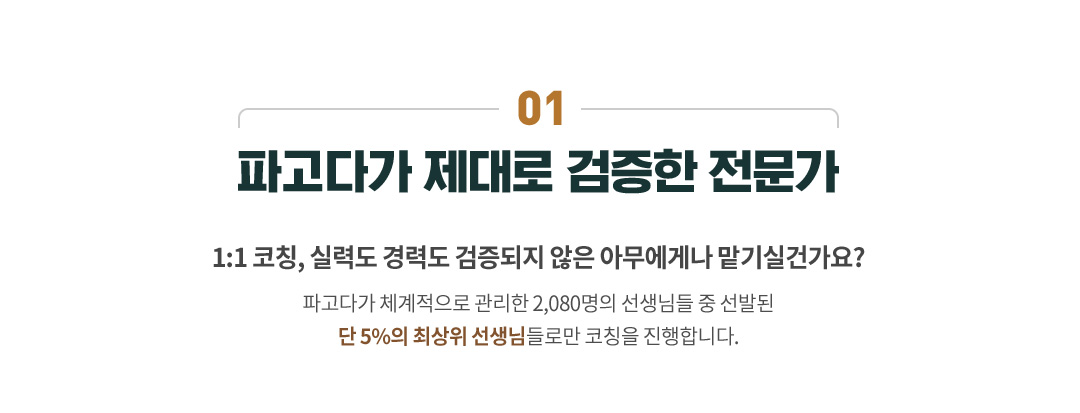 01
파고다가 제대로 검증한 전문가
1:1 코칭, 실력도 경력도 검증되지 않은 아무에게나 맡기실건가요?
파고다가 체계적으로 관리한 2,080명의 선생님들 중 선발된
단 5%의 최상위 선생님들로만 코칭을 진행합니다.